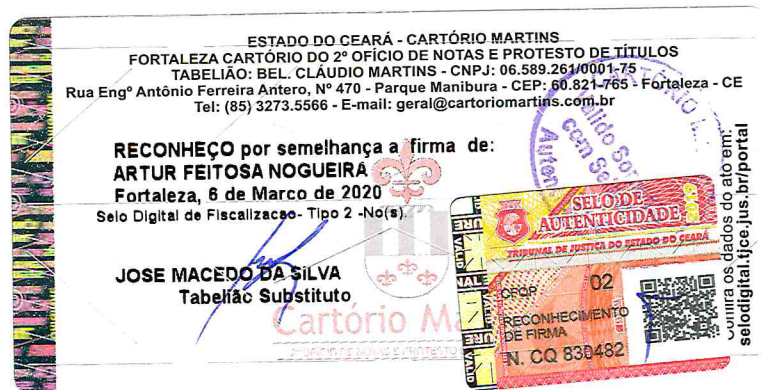 ESTADO DO CEARÁ - CARTÓRIO MARTINS
FORTALEZA CARTÓRIO DO 2º OFÍCIO DE NOTAS E PROTESTO DE TÍTULOS
TABELIÃO: BEL. CLÁUDIO MARTINS - CNPJ: 06.589.261/0001-75
Rua Engº Antônio Ferreira Antero, Nº 470 - Parque Manibura - CEP: 60.821-765 - Fortaleza - CE
Tel: (85) 3273.5566 - E-mail: geral@cartoriomartins.com.br
RECONHEÇO por semelhança a firma de:
ARTUR FEITOSA NOGUEIRA
Fortaleza, 6 de Marco de 2020
Selo Digital de Fiscalizacao- Tipo 2 -No(s).
JOSE MACEDO DA SILVA
Tabelião Substituto
Cartório
CARTÓRIO
com Se
SELO DE
AUTENTICIDADE
TRIBUNAL DE JUSTIÇA DO ESTADO DO CEARÁ
02
RECONHECIMENTO
DE FIRMA
N. CQ 830482
VALID
Confira os dados do ato em:
selodigital.tjce.jus.br/portal